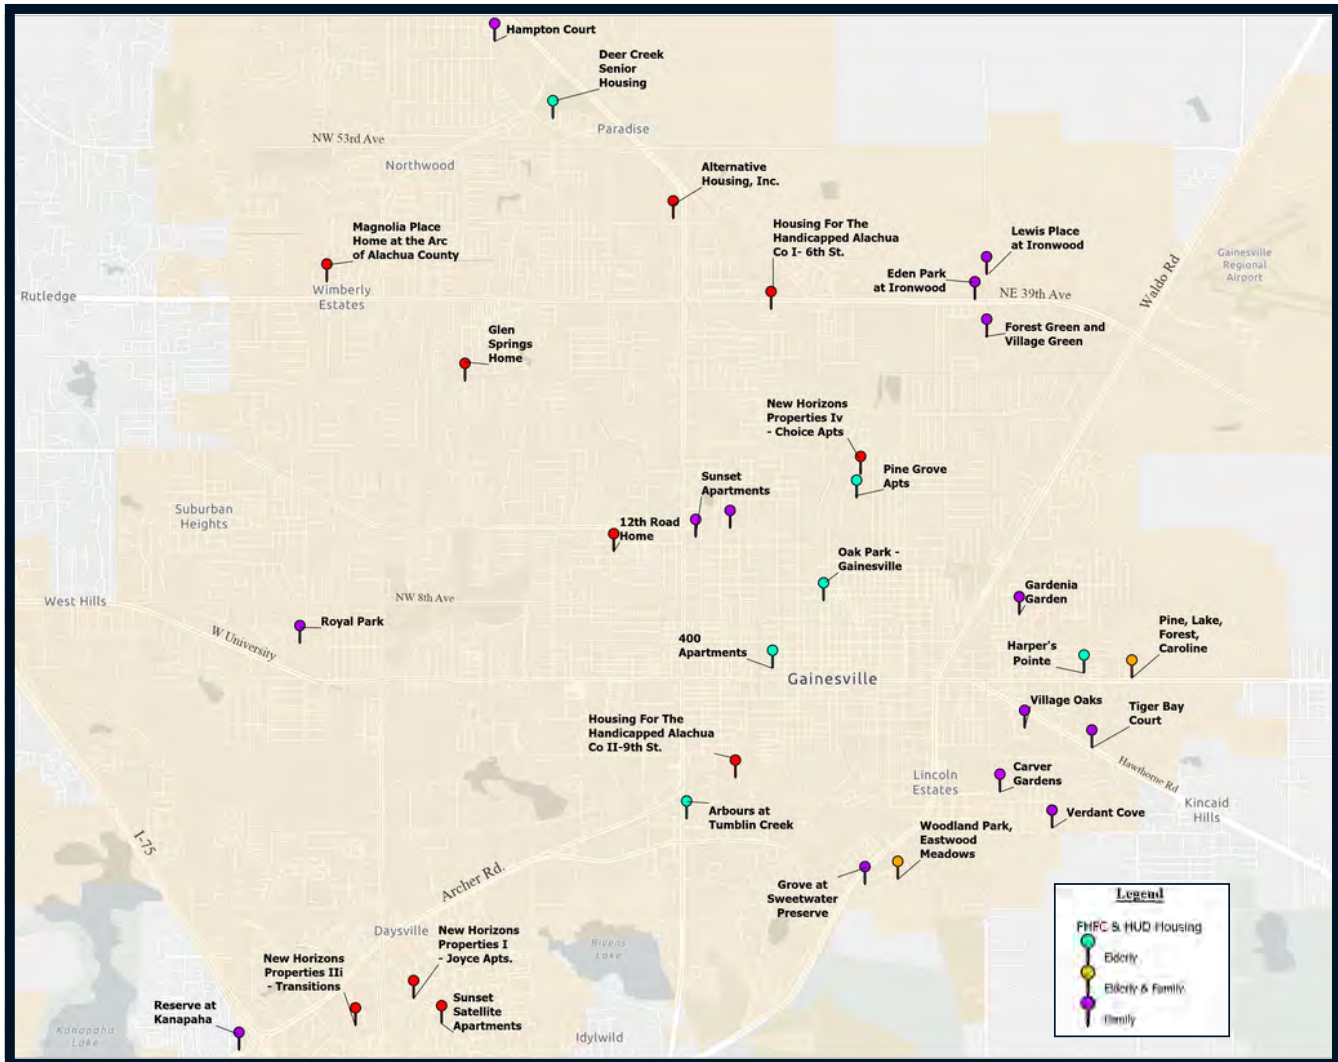 Hampton Court
Deer Creek
Senior
Housing
Paradise
NW 53rd Ave
Northwood
Alternative
Housing, Inc.
Magnolia Place
Home at the Arc
of Alachua County
Housing For The
Handicapped Alachua
Co I- 6th St.
Lewis Place
at Ironwood
Eden Park
at Ironwood
Gainesville
Regional
Airport
Waldo Rd
Rutledge
Wimberly
Estates
NE 39th Ave
Forest Green and
Village Green
Glen
Springs
Home
New Horizons
Properties Iv
- Choice Apts
Pine Grove
Apts
Sunset
Apartments
Suburban
Heights
12th Road
Home
Oak Park -
Gainesville
Gardenia
Garden
West Hills
NW 8th Ave
Royal Park
W University
400
Apartments
Harper's
Pointe
Pine, Lake,
Forest,
Caroline
Gainesville
Village Oaks
Tiger Bay
Court
Housing For The
Handicapped Alachua
Co II-9th St.
Hawthorne Rd
Lincoln
Estates
Carver
Gardens
Kincaid
Hills
Verdant Cove
Arbours at
Tumblin Creek
Woodland Park,
Eastwood
Meadows
I-75
Archer Rd.
Grove at
Sweetwater
Preserve
Daysville
New Horizons
Properties I
- Joyce Apts.
Bivens
Lake
New Horizons
Properties IIi
- Transitions
Sunset
Satellite
Apartments
Reserve at
Kanapaha
Kanapaha
Lake
Idylwild
Legend
FHFC & HUD Housing
Elderly
Elderly & Family
Family